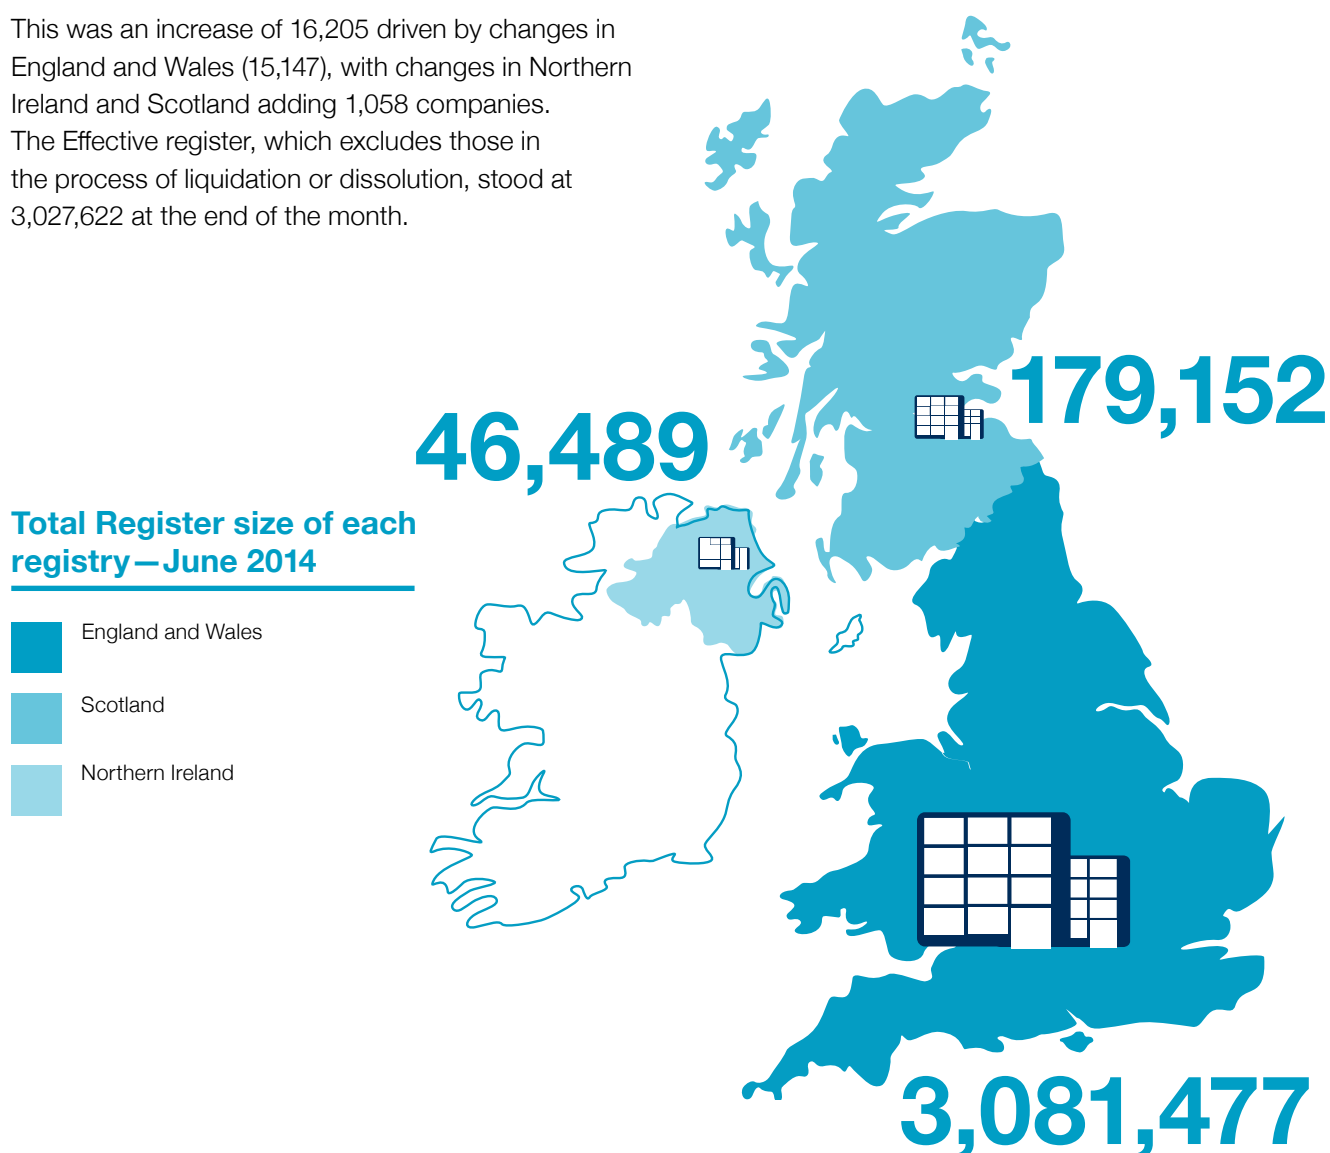 This was an increase of 16,205 driven by changes in
England and Wales (15,147), with changes in Northern
Ireland and Scotland adding 1,058 companies.
The Effective register, which excludes those in
the process of liquidation or dissolution, stood at
3,027,622 at the end of the month.
179,152
46,489
Total Register size of each
registry—June 2014
England and Wales
Scotland
Northern Ireland
3,081,477